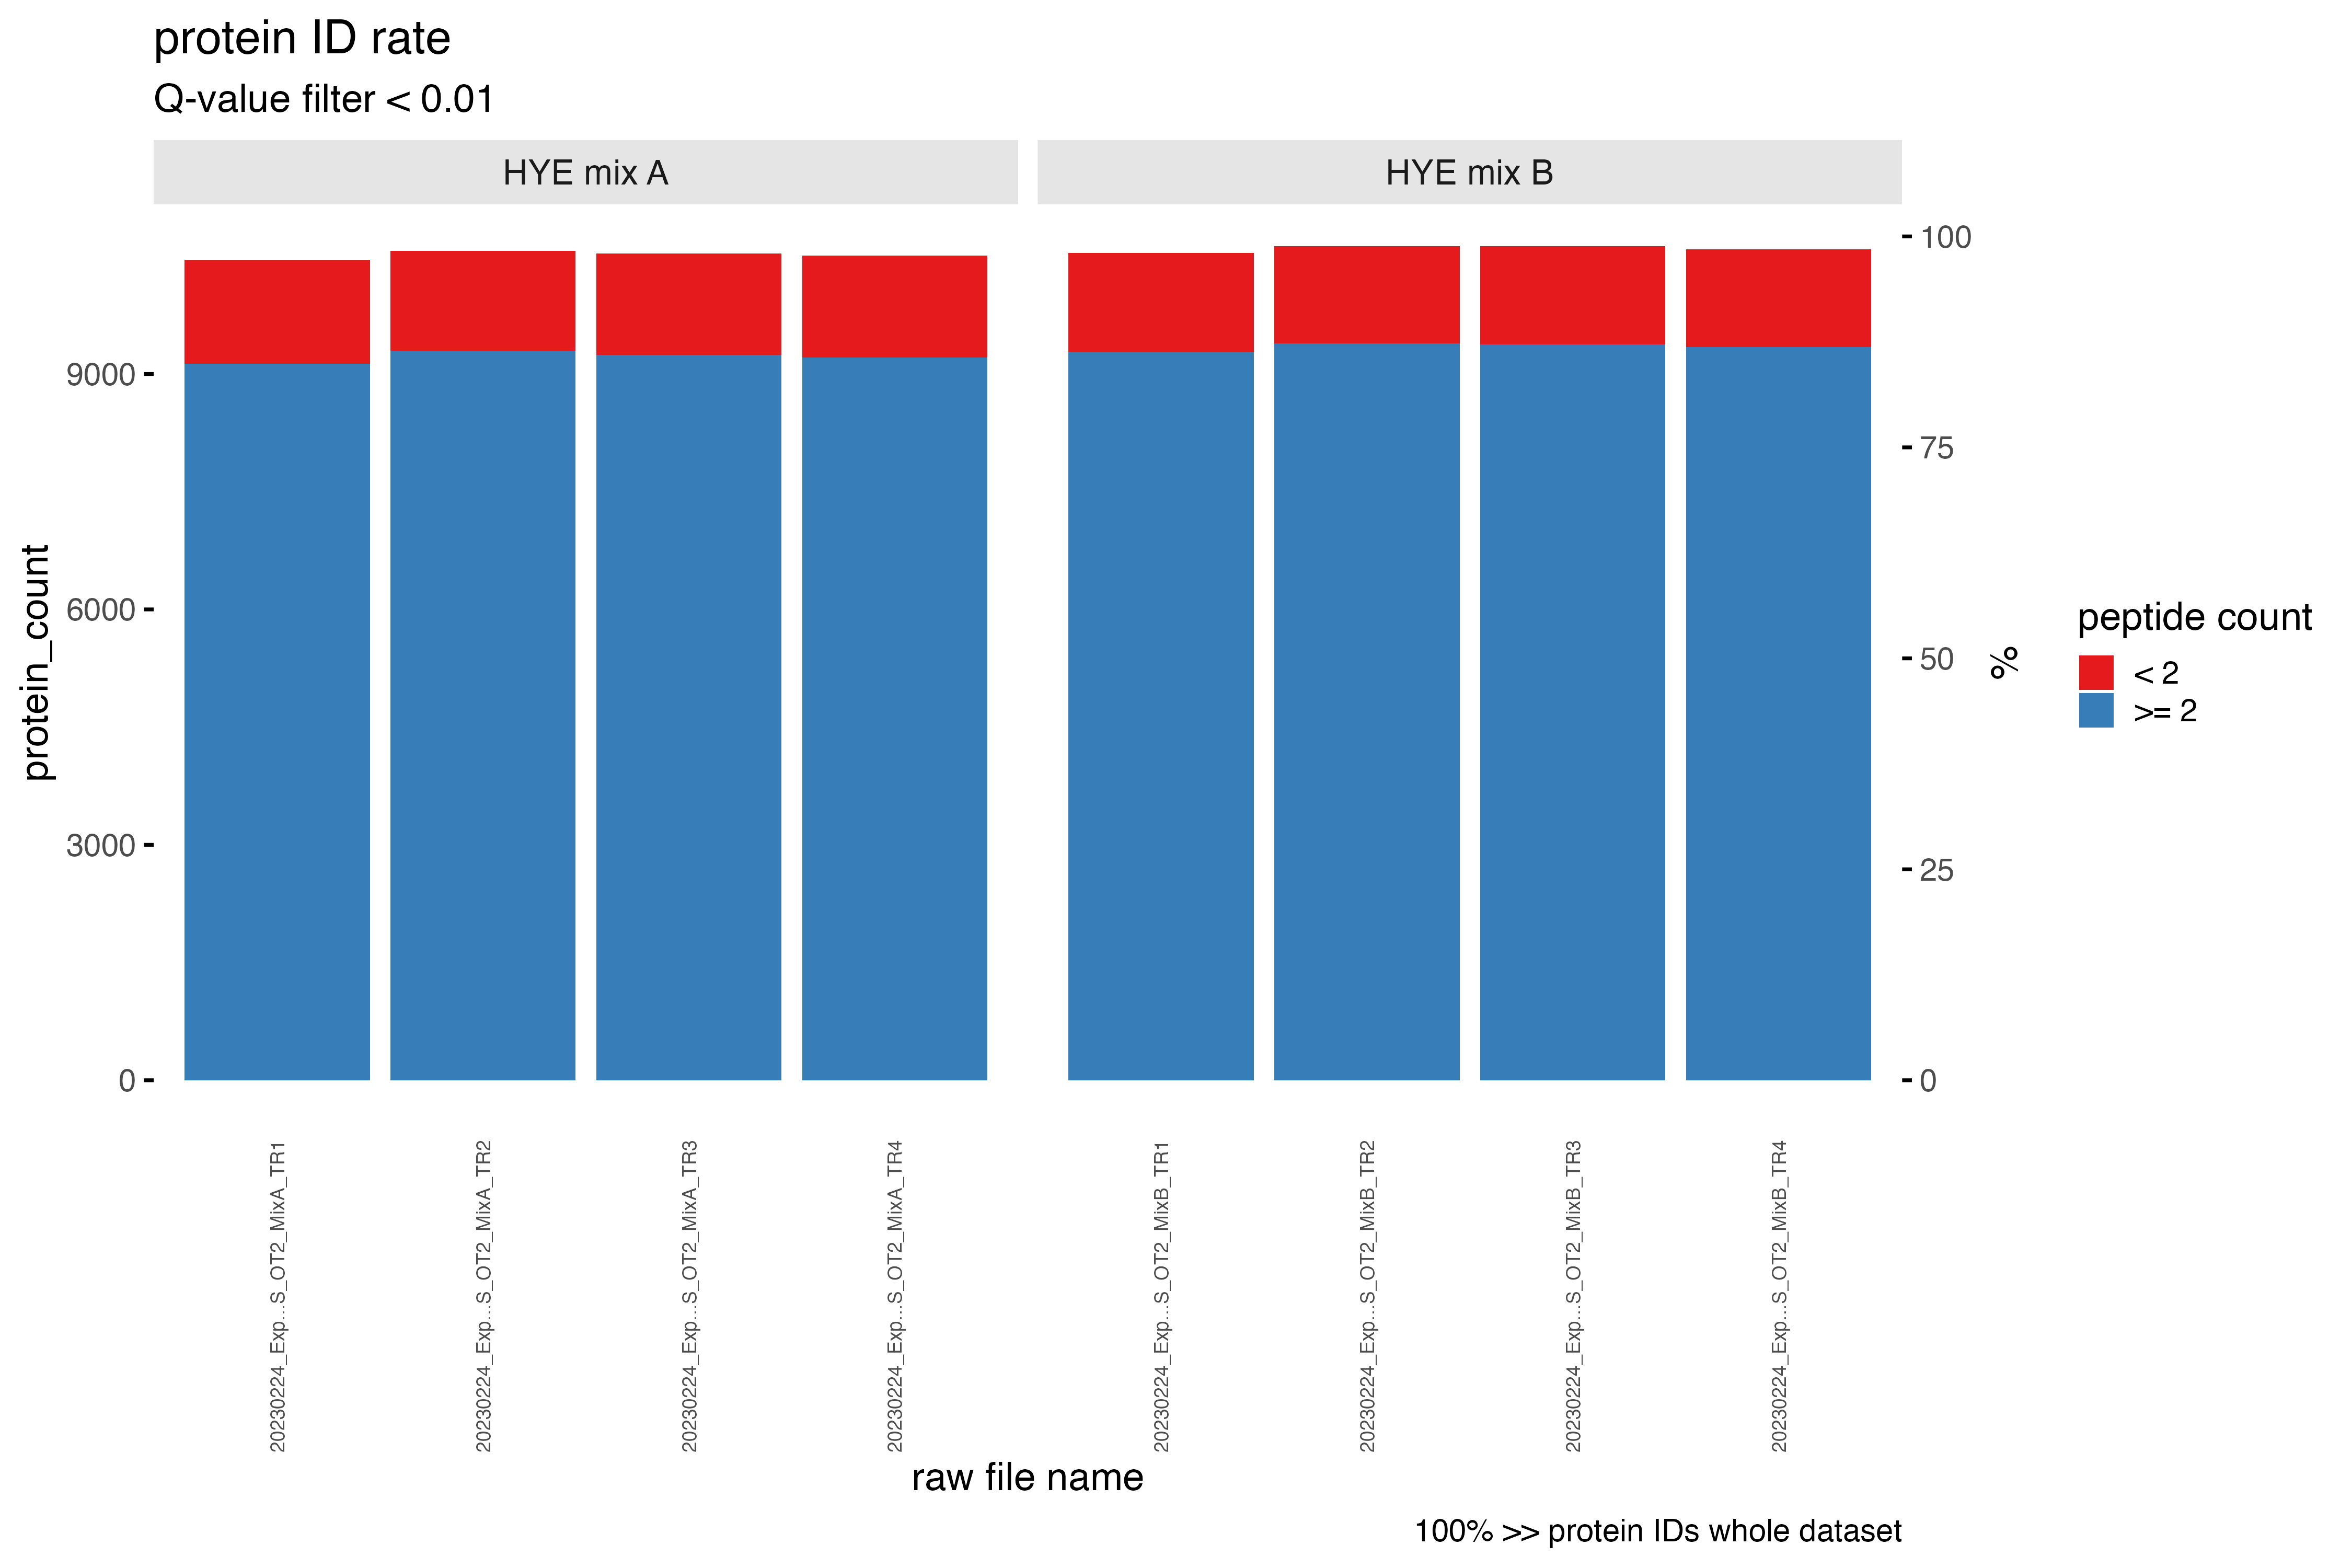 protein ID rate
Q-value filter < 0.01
HYE mix A
HYE mix B
protein_count
9000
6000
3000
0
100
75
50
25
0
%
peptide count
< 2
>= 2
20230224_Exp...S_OT2_MixA_TR1
20230224_Exp...S_OT2_MixA_TR2
20230224_Exp...S_OT2_MixA_TR3
20230224_Exp...S_OT2_MixA_TR4
20230224_Exp...S_OT2_MixB_TR1
20230224_Exp...S_OT2_MixB_TR2
20230224_Exp...S_OT2_MixB_TR3
20230224_Exp...S_OT2_MixB_TR4
raw file name
100% >> protein IDs whole dataset